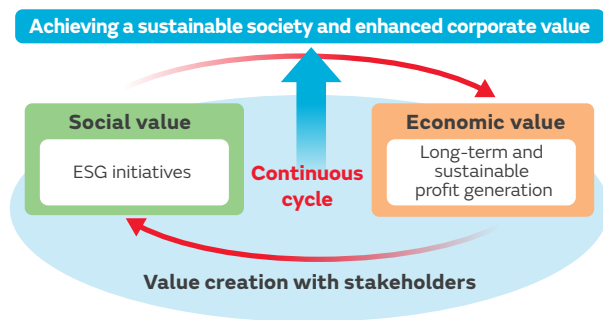 Achieving a sustainable society and enhanced corporate value
Social value
ESG initiatives
Continuous
cycle
Economic value
Long-term and
sustainable
profit generation
Value creation with stakeholders